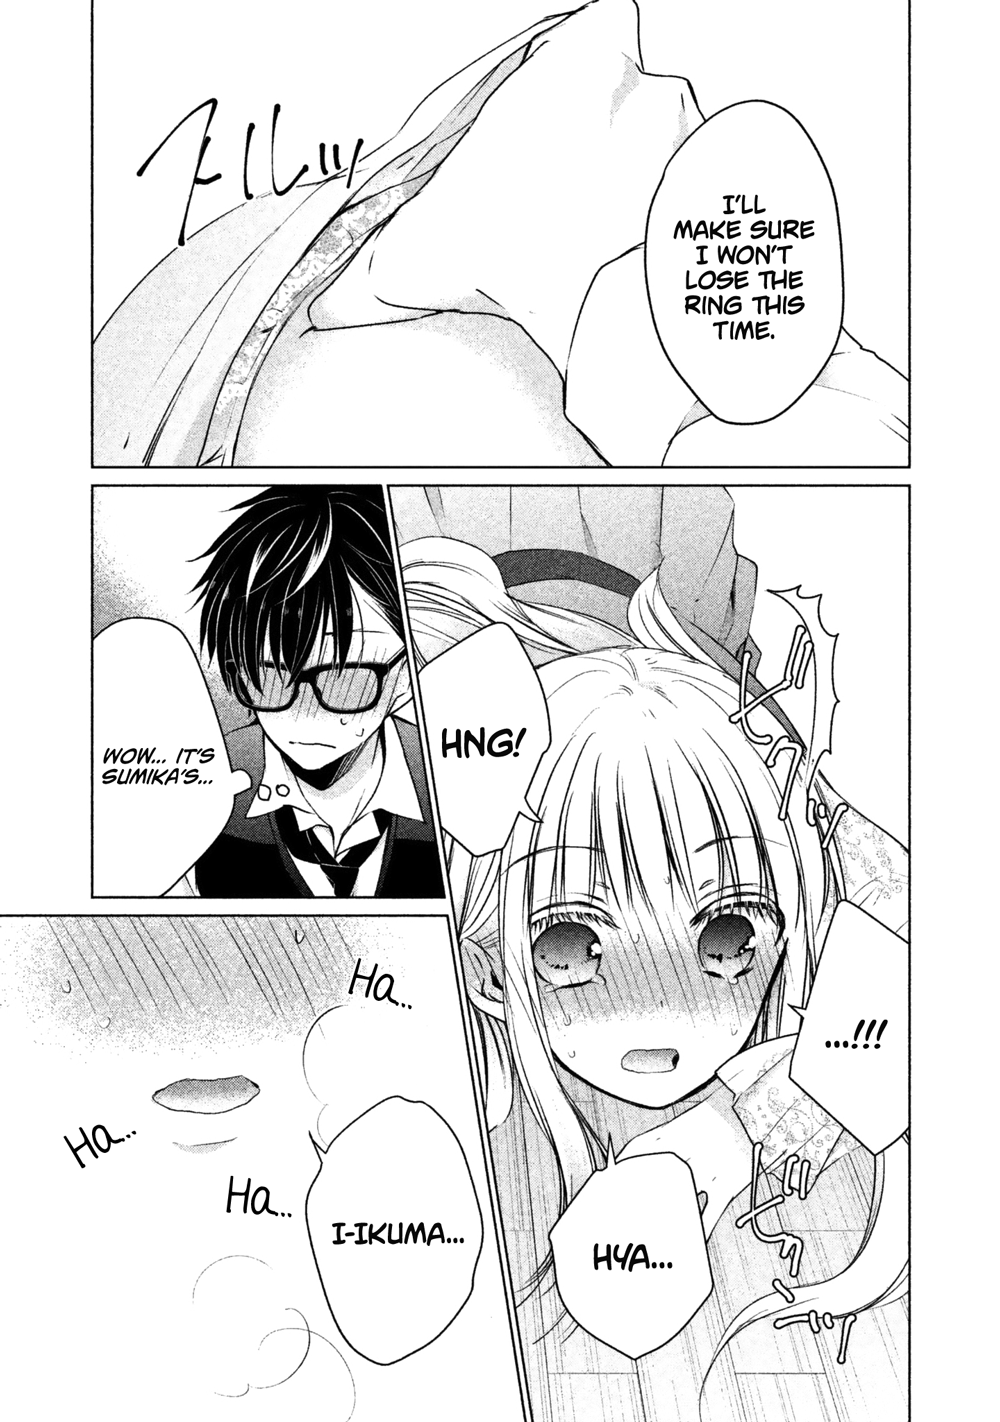 I'LL
MAKE SURE
I WON'T
LOSE THE
RING THIS
TIME.
ズルッ
HNG!
WOW... IT'S
SUMIKA'S...
...!!!
HYA...
HA...
HA...
HA...
I-IKUMA...